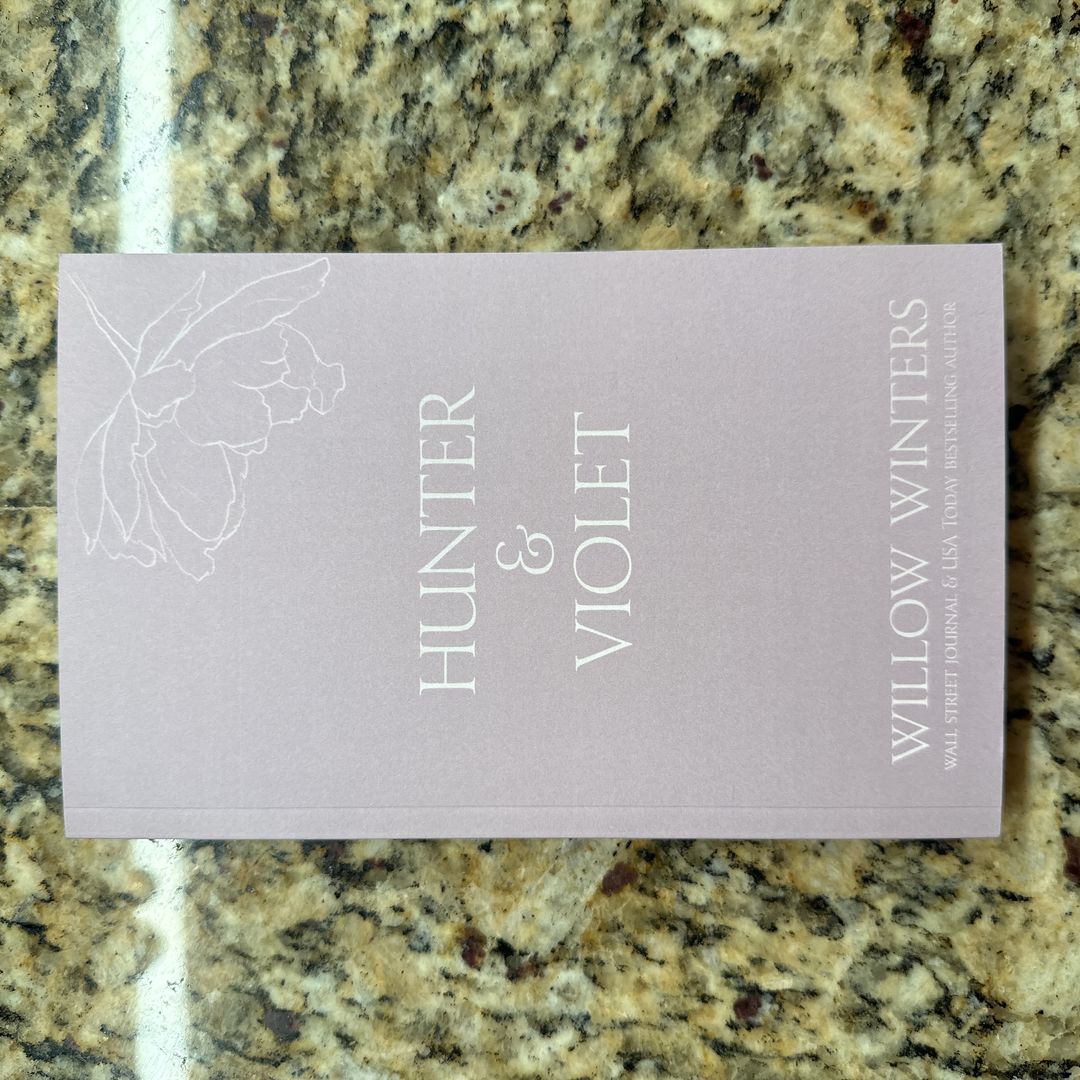 HUNTER
&
VIOLET
WILLOW WINTERS
WALL STREET JOURNAL & USA TODAY BESTSELLING AUTHOR